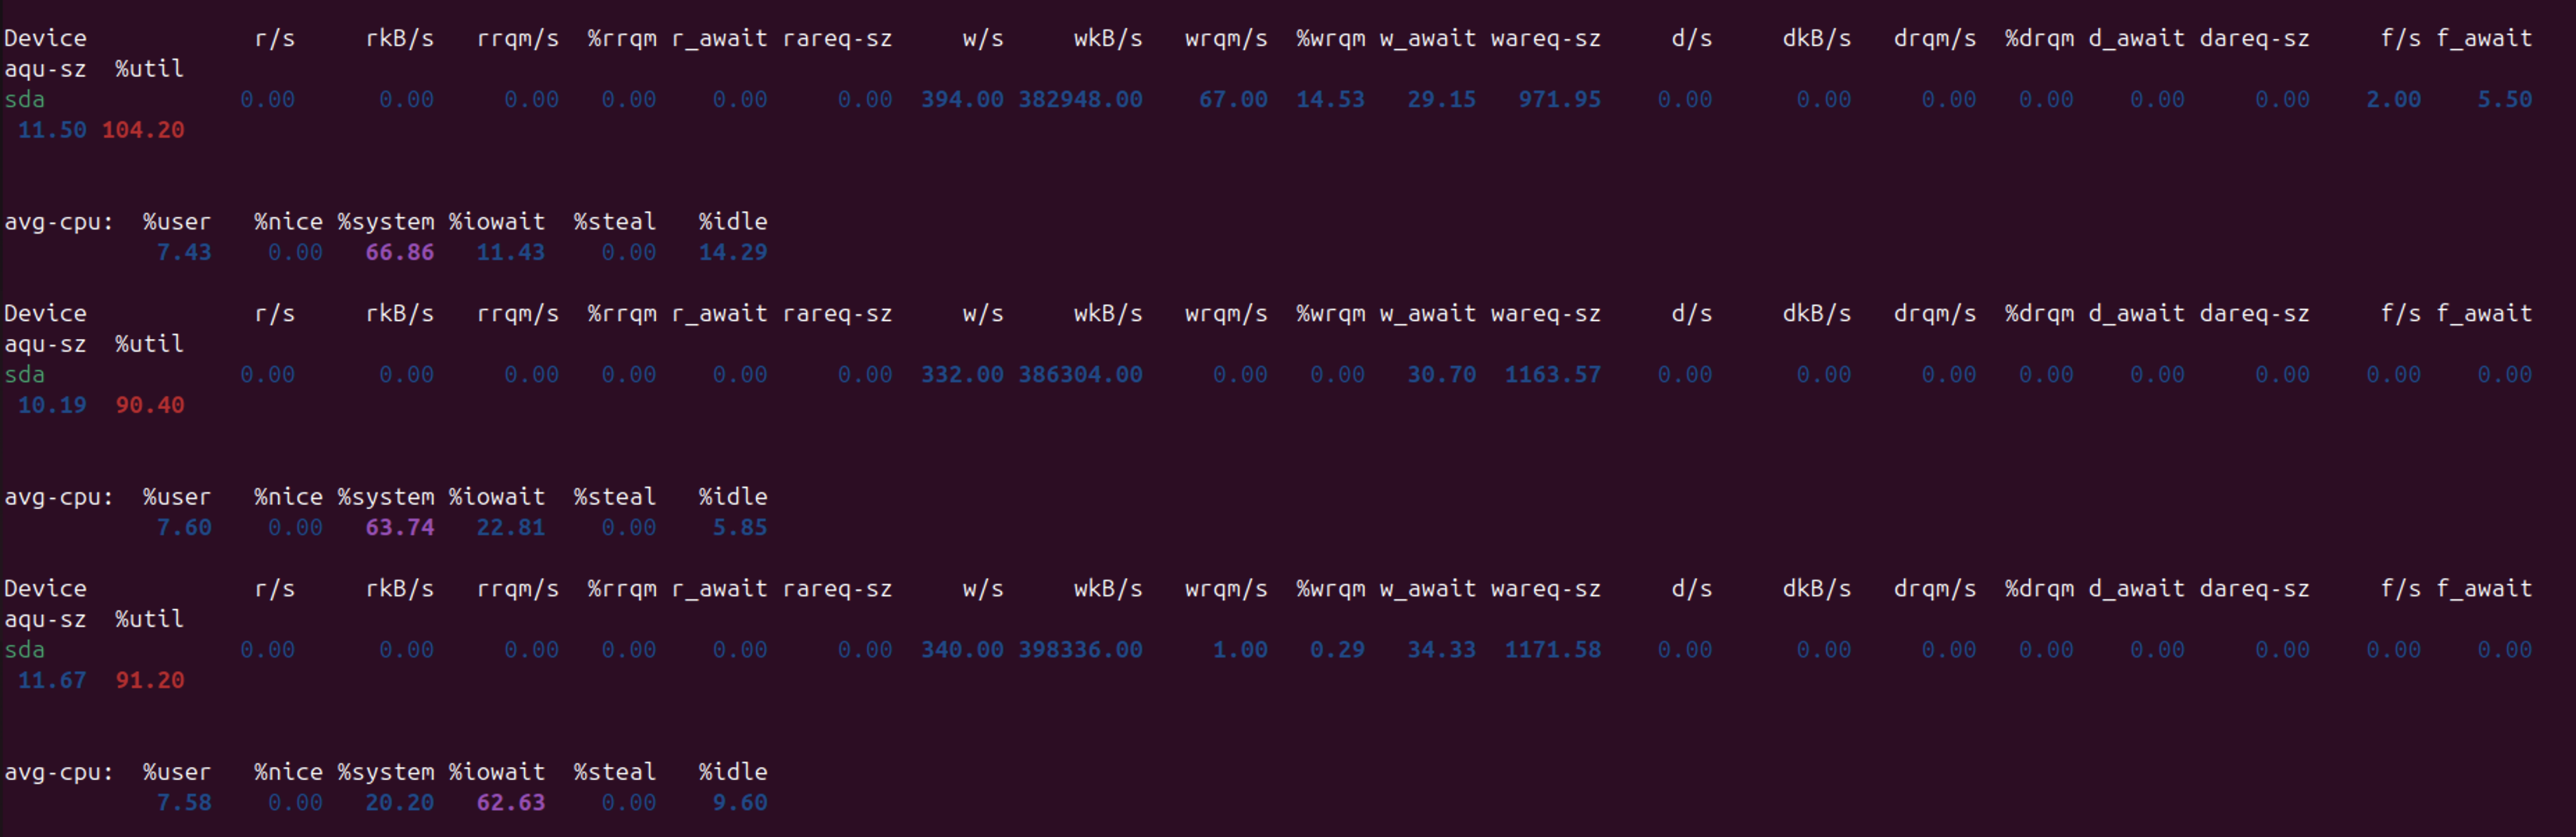 Device r/s rkB/s rrqm/s %rrqm r_await rareq-sz w/s wkB/s wrqm/s %wrqm w_await wareq-sz d/s dkB/s drqm/s %drqm d_await dareq-sz f/s f_await
aqu-sz %util
sda 0.00 0.00 0.00 0.00 0.00 0.00 394.00 382948.00 67.00 14.53 29.15 971.95 0.00 0.00 0.00 0.00 0.00 0.00 2.00 5.50
11.50 104.20
avg-cpu: %user %nice %system %iowait %steal %idle
7.43 0.00 66.86 11.43 0.00 14.29
Device r/s rkB/s rrqm/s %rrqm r_await rareq-sz w/s wkB/s wrqm/s %wrqm w_await wareq-sz d/s dkB/s drqm/s %drqm d_await dareq-sz f/s f_await
aqu-sz %util
sda 0.00 0.00 0.00 0.00 0.00 0.00 332.00 386304.00 0.00 0.00 30.70 1163.57 0.00 0.00 0.00 0.00 0.00 0.00 0.00 0.00
10.19 90.40
avg-cpu: %user %nice %system %iowait %steal %idle
7.60 0.00 63.74 22.81 0.00 5.85
Device r/s rkB/s rrqm/s %rrqm r_await rareq-sz w/s wkB/s wrqm/s %wrqm w_await wareq-sz d/s dkB/s drqm/s %drqm d_await dareq-sz f/s f_await
aqu-sz %util
sda 0.00 0.00 0.00 0.00 0.00 0.00 340.00 398336.00 1.00 0.29 34.33 1171.58 0.00 0.00 0.00 0.00 0.00 0.00 0.00 0.00
11.67 91.20
avg-cpu: %user %nice %system %iowait %steal %idle
7.58 0.00 20.20 62.63 0.00 9.60